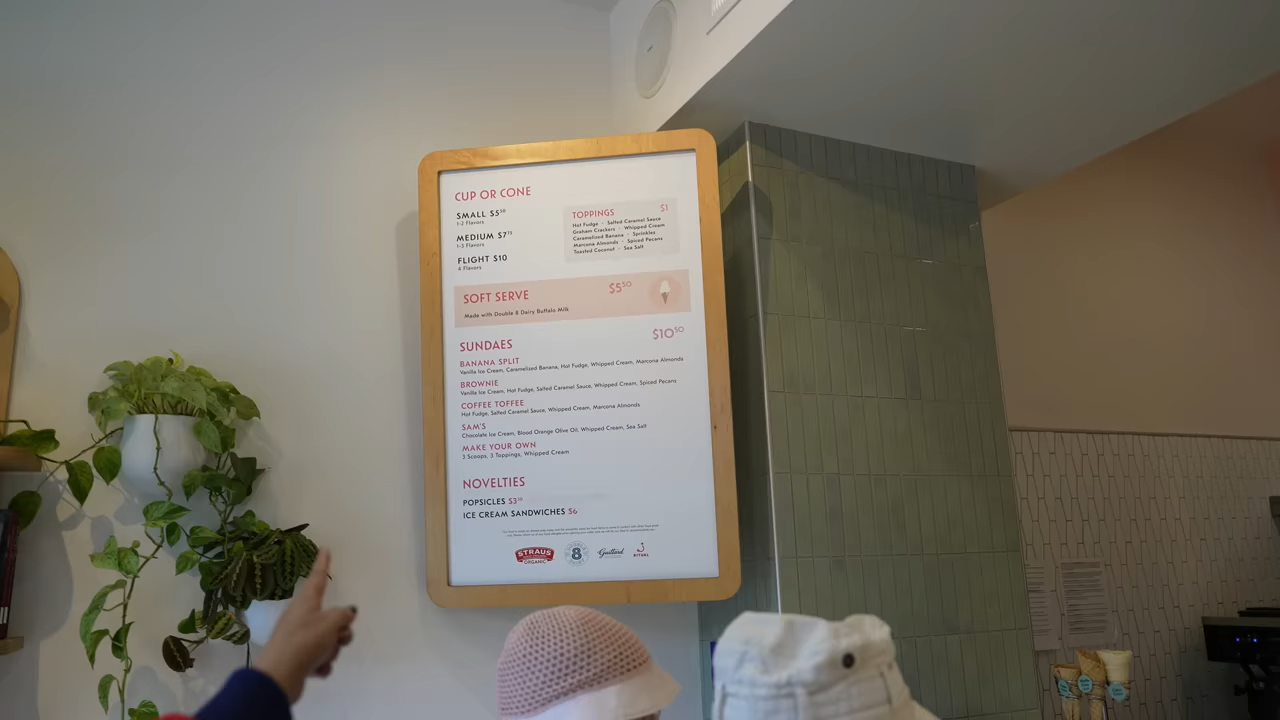 CUP OR CONE
SMALL $5⁵⁰
1-2 Flavors
MEDIUM $7
1-3 Flavors
FLIGHT $10
4 Flavors
TOPPINGS $1
Hot Fudge · Salted Caramel Sauce
Graham Crackers · Whipped Cream
Caramelized Banana · Sprinkles
Marcona Almonds · Spiced Pecans
Toasted Coconut · Sea Salt
SOFT SERVE $5⁵⁰
Made with Double 8 Dairy Buffalo Milk
SUNDAES $10⁵⁰
BANANA SPLIT
Vanilla Ice Cream, Caramelized Banana, Hot Fudge, Whipped Cream, Marcona Almonds
BROWNIE
Vanilla Ice Cream, Hot Fudge, Salted Caramel Sauce, Whipped Cream, Spiced Pecans
COFFEE TOFFEE
Hot Fudge, Salted Caramel Sauce, Whipped Cream, Marcona Almonds
SAM'S
Chocolate Ice Cream, Blood Orange Olive Oil, Whipped Cream, Sea Salt
MAKE YOUR OWN
3 Scoops, 3 Toppings, Whipped Cream
NOVELTIES
POPSICLES $3
ICE CREAM SANDWICHES $6
STRAUS
ORGANIC
8
Guittard
RITUAL